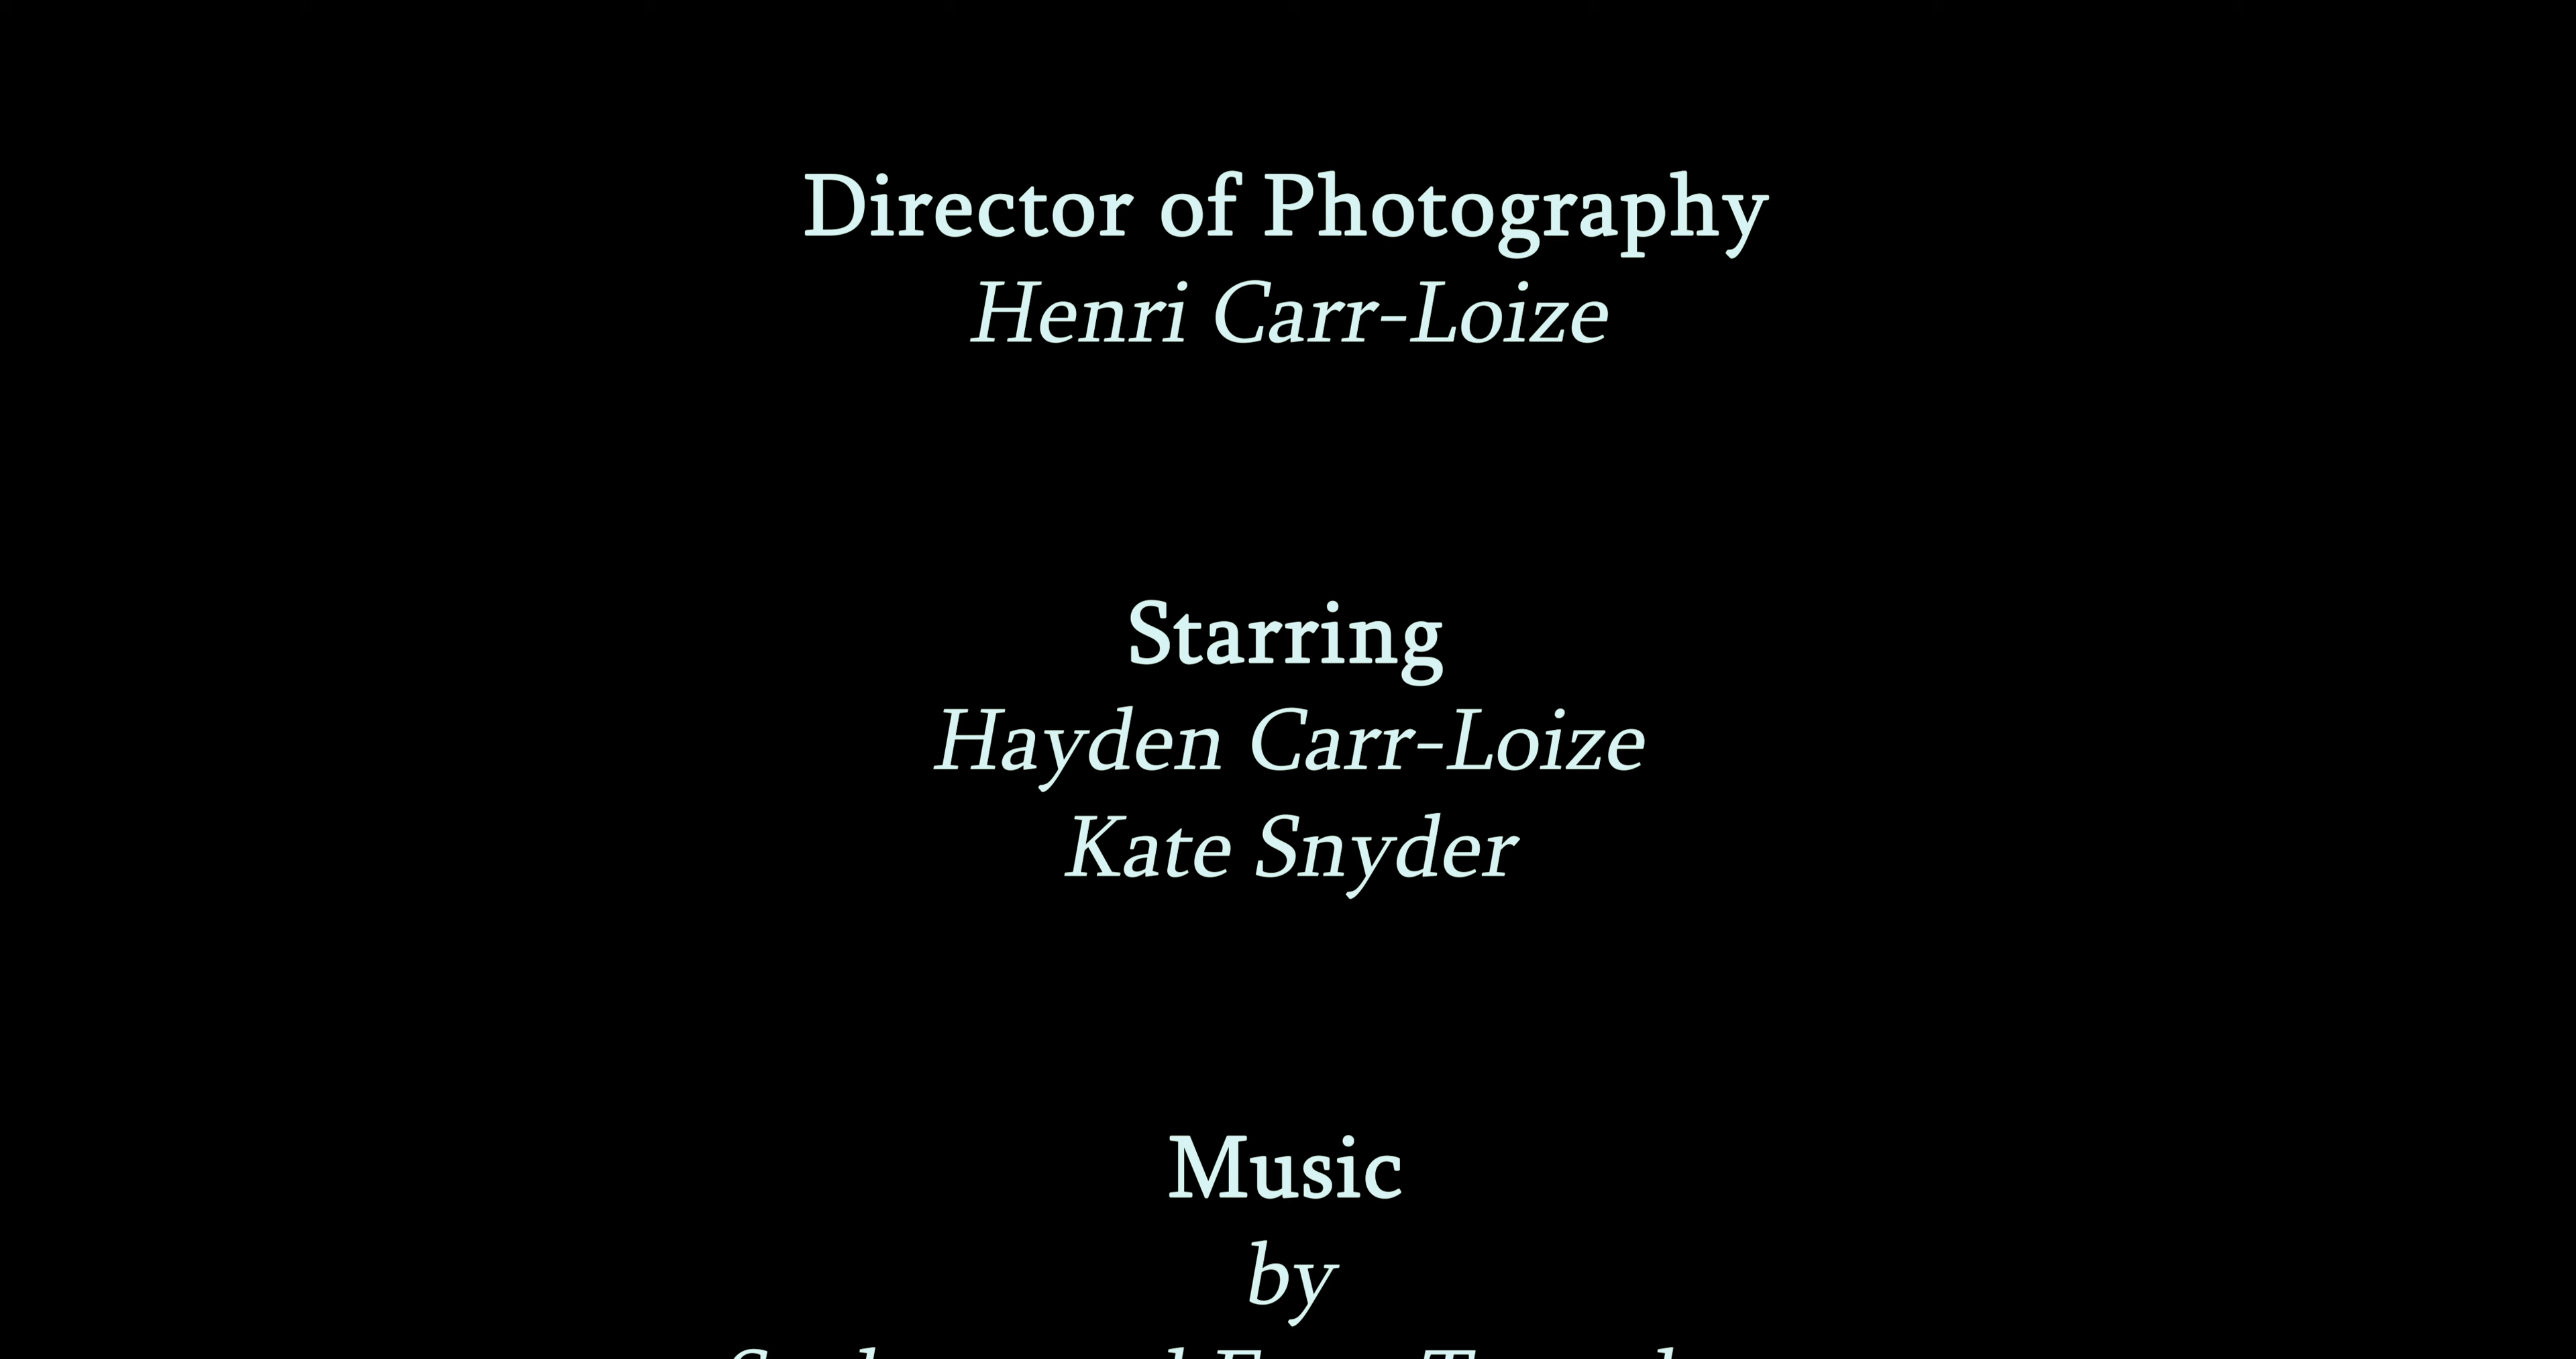 Director of Photography
Henri Carr-Loize
Starring
Hayden Carr-Loize
Kate Snyder
Music
by